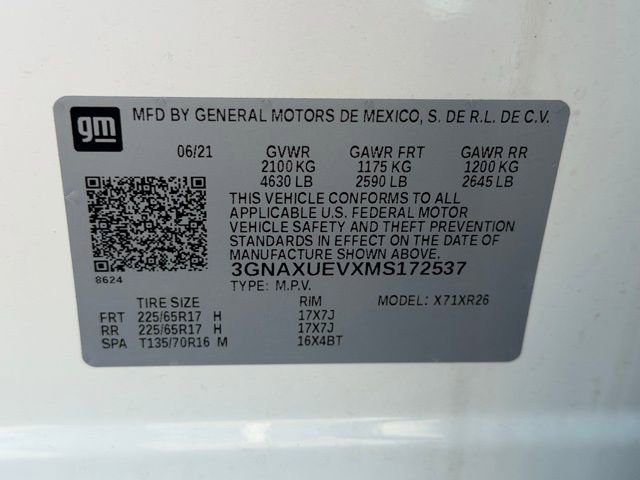 gm
MFD BY GENERAL MOTORS DE MEXICO, S. DE R.L. DE C.V.
06/21 GVWR GAWR FRT GAWR RR
2100 KG 1175 KG 1200 KG
4630 LB 2590 LB 2645 LB
THIS VEHICLE CONFORMS TO ALL
APPLICABLE U.S. FEDERAL MOTOR
VEHICLE SAFETY AND THEFT PREVENTION
STANDARDS IN EFFECT ON THE DATE OF
MANUFACTURE SHOWN ABOVE.
3GNAXUEVXMS172537
8624
TYPE: M.P.V.
TIRE SIZE RIM MODEL: X71XR26
FRT 225/65R17 H 17X7J
RR 225/65R17 H 17X7J
SPA T135/70R16 M 16X4BT